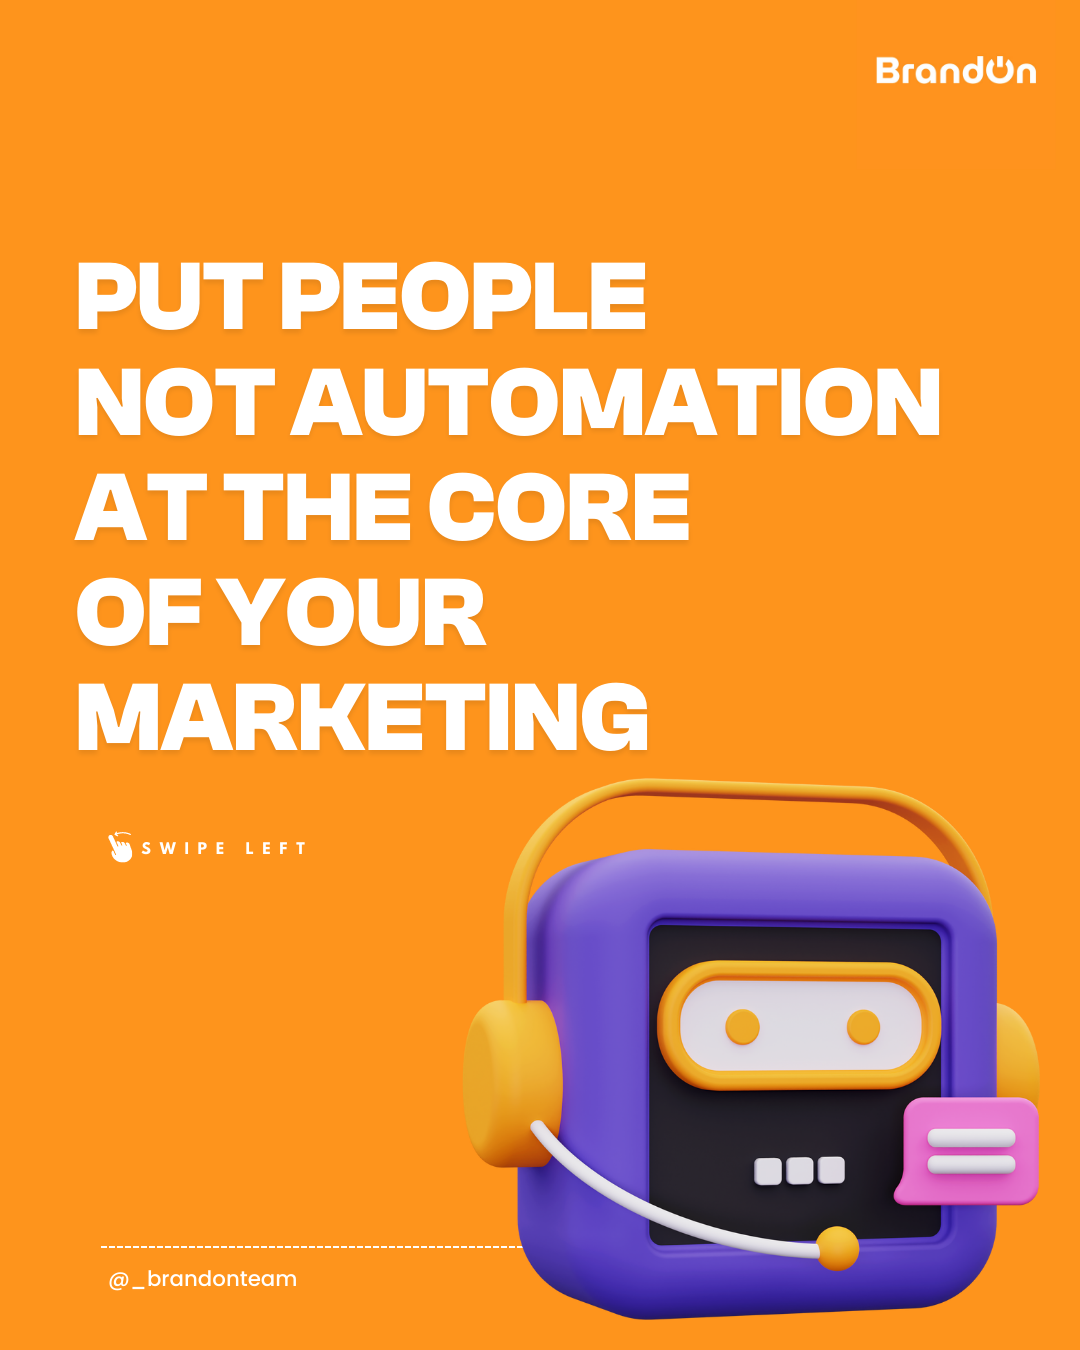 BrandOn
PUT PEOPLE
NOT AUTOMATION
AT THE CORE
OF YOUR
MARKETING
SWIPE LEFT
@_brandonteam